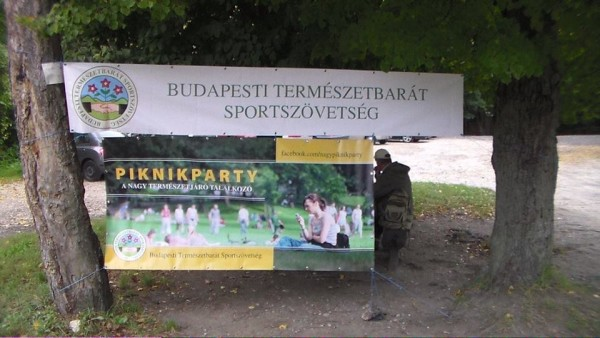 BUDAPESTI TERMÉSZETBARÁT
SPORTSZÖVETSÉG
facebook.com/nagypiknikparty
PIKNIKPARTY
A NAGY TERMÉSZETJÁRÓ TALÁLKOZÓ
Budapesti Természetbarát Sportszövetség